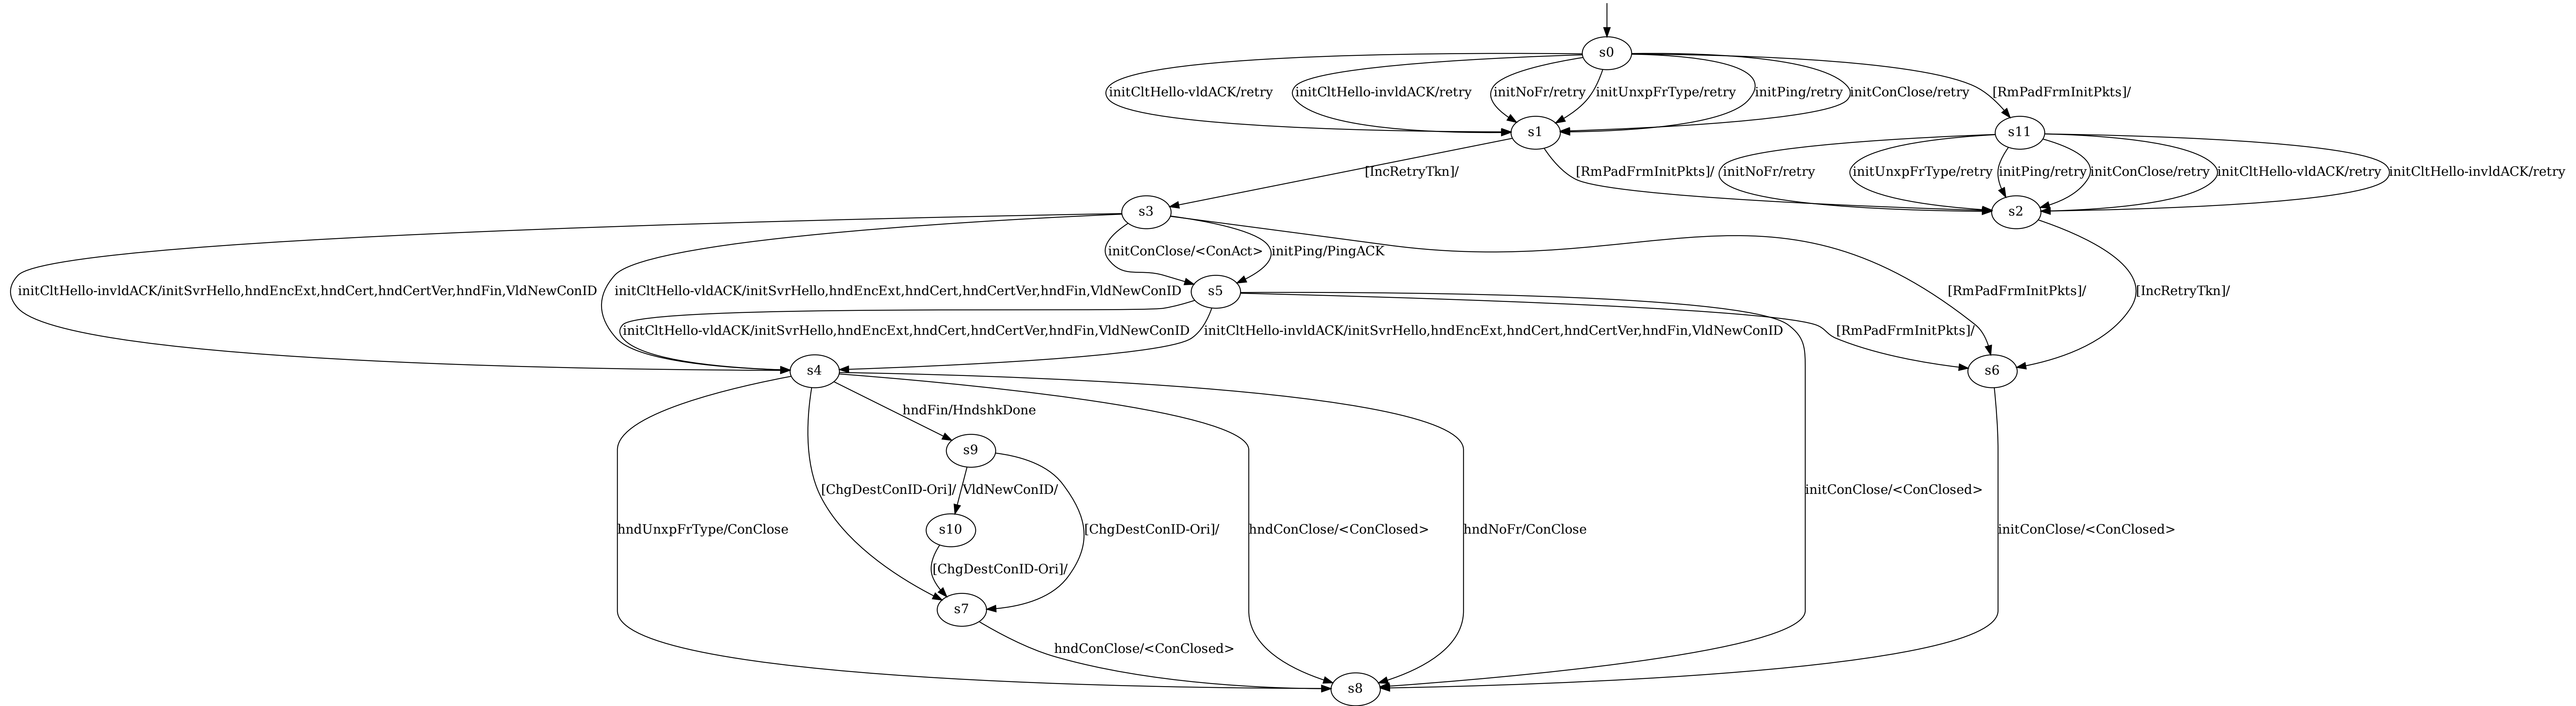 s0
initCltHello-vldACK/retry
initCltHello-invldACK/retry
initNoFr/retry
initUnxpFrType/retry
initPing/retry
initConClose/retry
[RmPadFrmInitPkts]/
s1
s11
[IncRetryTkn]/
[RmPadFrmInitPkts]/
initNoFr/retry
initUnxpFrType/retry
initPing/retry
initConClose/retry
initCltHello-vldACK/retry
initCltHello-invldACK/retry
s3
s2
initConClose/<ConAct>
initPing/PingACK
initCltHello-invldACK/initSvrHello,hndEncExt,hndCert,hndCertVer,hndFin,VldNewConID
initCltHello-vldACK/initSvrHello,hndEncExt,hndCert,hndCertVer,hndFin,VldNewConID
s5
[RmPadFrmInitPkts]/
[IncRetryTkn]/
initCltHello-vldACK/initSvrHello,hndEncExt,hndCert,hndCertVer,hndFin,VldNewConID
initCltHello-invldACK/initSvrHello,hndEncExt,hndCert,hndCertVer,hndFin,VldNewConID
[RmPadFrmInitPkts]/
s4
s6
hndFin/HndshkDone
s9
[ChgDestConID-Ori]/
VldNewConID/
initConClose/<ConClosed>
hndUnxpFrType/ConClose
s10
[ChgDestConID-Ori]/
hndConClose/<ConClosed>
hndNoFr/ConClose
initConClose/<ConClosed>
[ChgDestConID-Ori]/
s7
hndConClose/<ConClosed>
s8